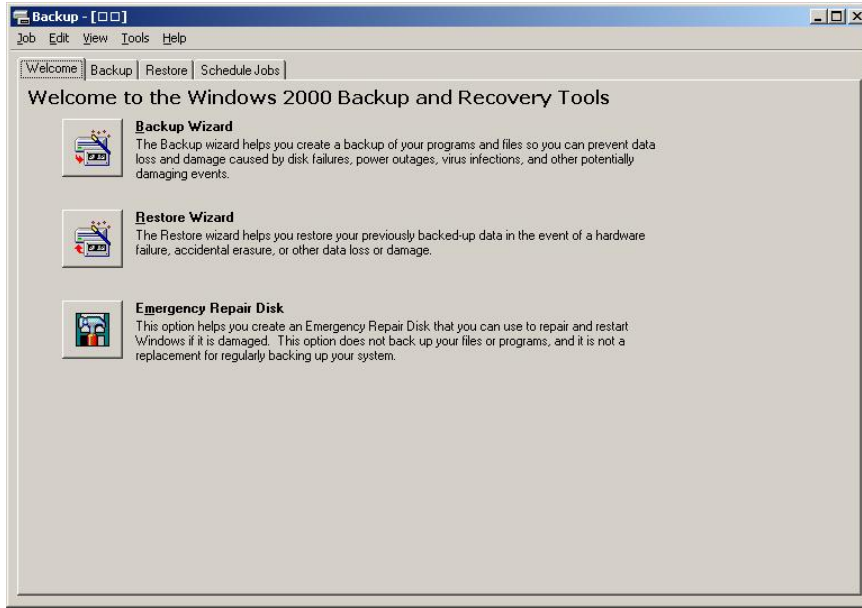 Backup - [□□]
Job Edit View Tools Help
Welcome Backup Restore Schedule Jobs
Welcome to the Windows 2000 Backup and Recovery Tools
Backup Wizard
The Backup wizard helps you create a backup of your programs and files so you can prevent data
loss and damage caused by disk failures, power outages, virus infections, and other potentially
damaging events.
Restore Wizard
The Restore wizard helps you restore your previously backed-up data in the event of a hardware
failure, accidental erasure, or other data loss or damage.
Emergency Repair Disk
This option helps you create an Emergency Repair Disk that you can use to repair and restart
Windows if it is damaged.  This option does not back up your files or programs, and it is not a
replacement for regularly backing up your system.